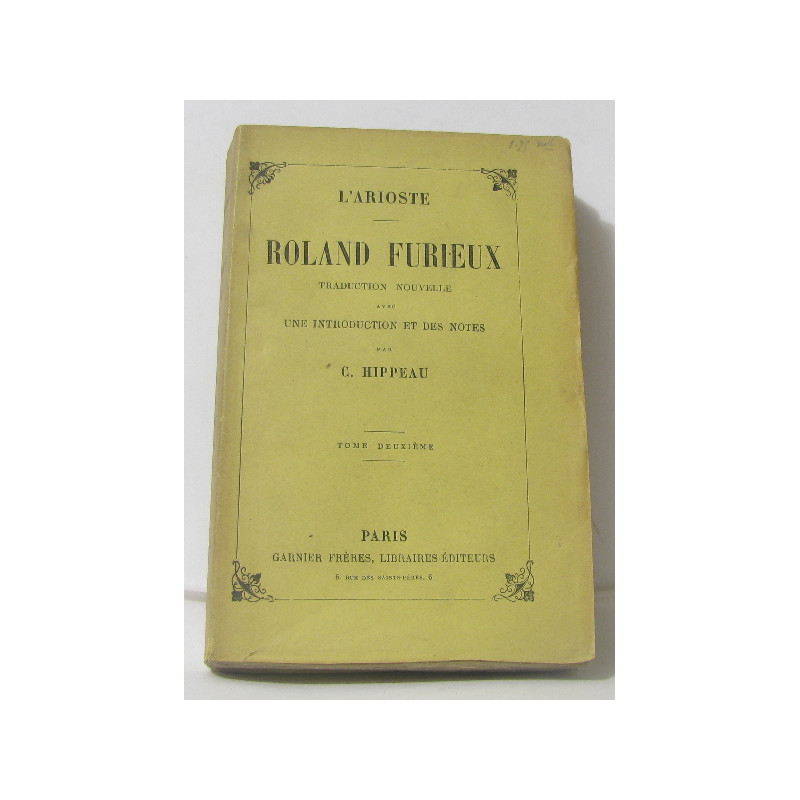 L'ARIOSTE
ROLAND FURIEUX
TRADUCTION NOUVELLE
AVEC
UNE INTRODUCTION ET DES NOTES
PAR
C. HIPPEAU
TOME DEUXIÈME
PARIS
GARNIER FRÈRES, LIBRAIRES-ÉDITEURS
6, RUE DES SAINTS-PÈRES, 6